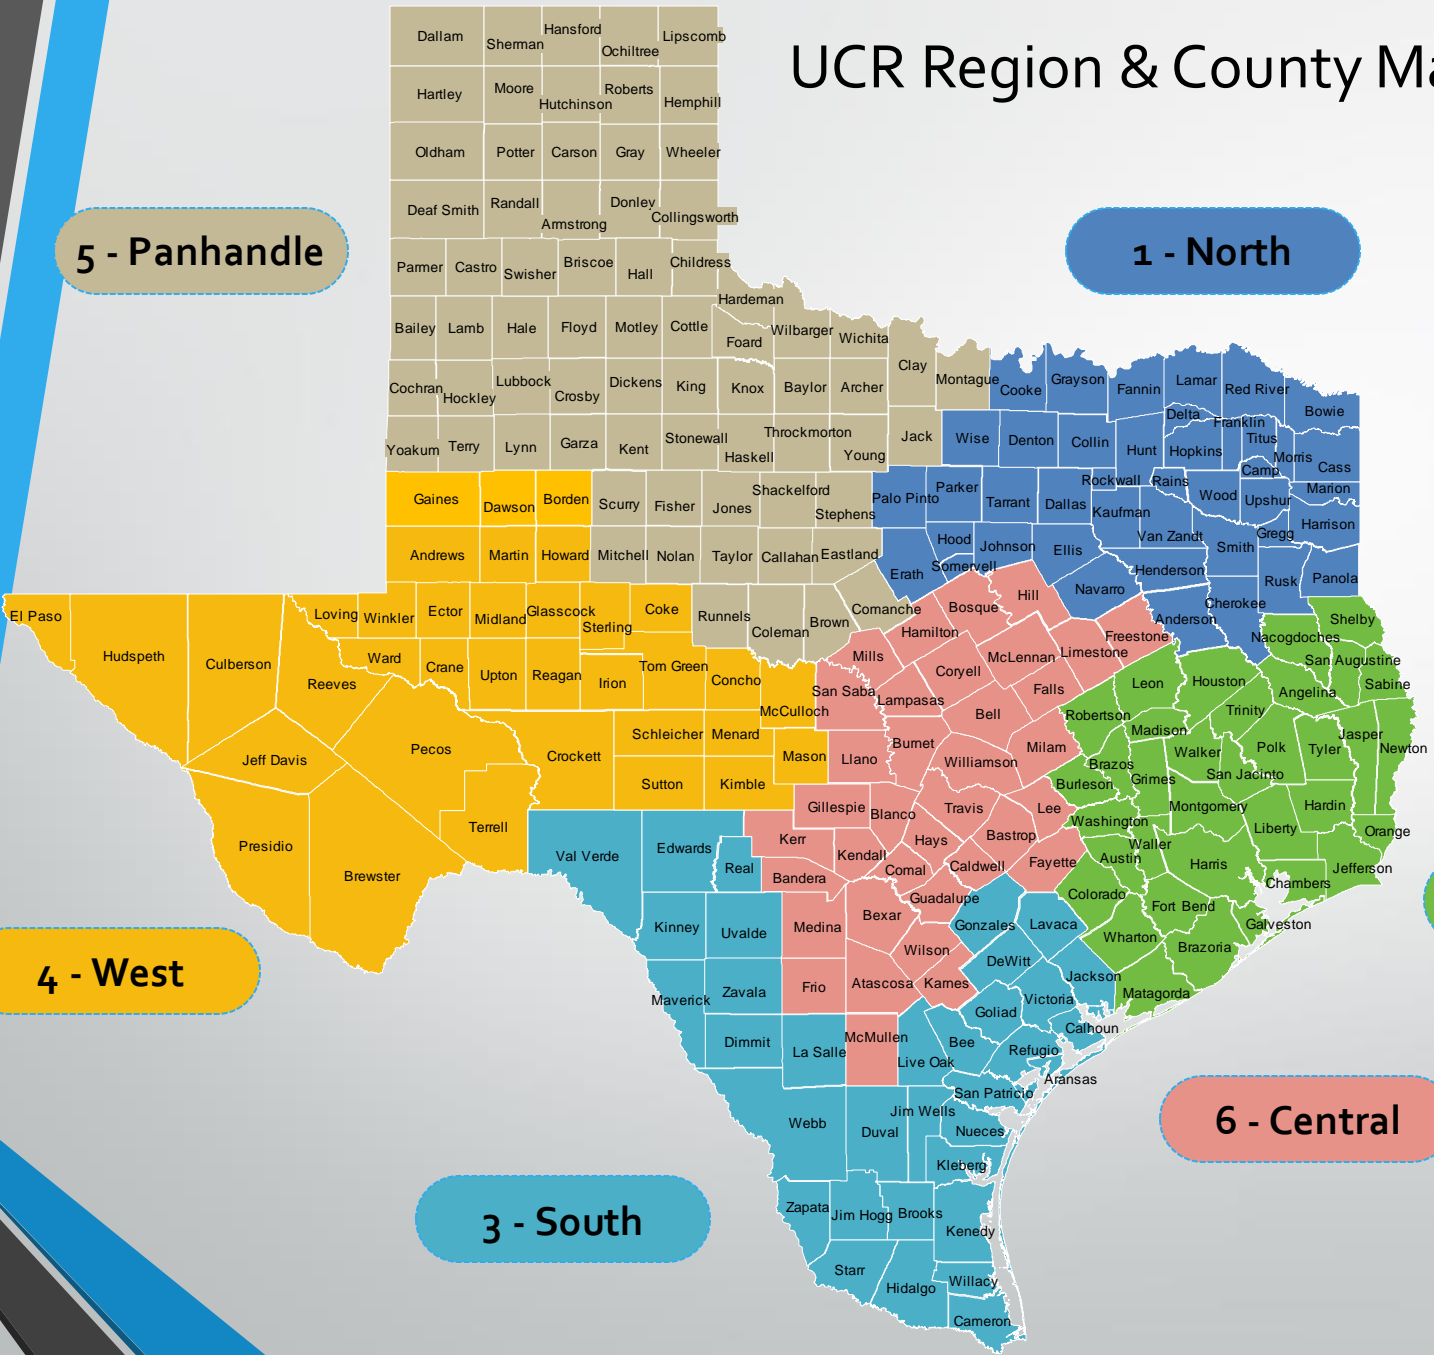 UCR Region & County Ma
5 - Panhandle
1 - North
4 - West
6 - Central
3 - South
Dallam
Sherman
Hansford
Ochiltree
Lipscomb
Hartley
Moore
Hutchinson
Roberts
Hemphill
Oldham
Potter
Carson
Gray
Wheeler
Deaf Smith
Randall
Armstrong
Donley
Collingsworth
Parmer
Castro
Swisher
Briscoe
Hall
Childress
Hardeman
Bailey
Lamb
Hale
Floyd
Motley
Cottle
Foard
Wilbarger
Wichita
Clay
Montague
Cooke
Grayson
Fannin
Lamar
Red River
Bowie
Cochran
Hockley
Lubbock
Crosby
Dickens
King
Knox
Baylor
Archer
Delta
Franklin
Titus
Morris
Cass
Yoakum
Terry
Lynn
Garza
Kent
Stonewall
Haskell
Throckmorton
Young
Jack
Wise
Denton
Collin
Hunt
Hopkins
Camp
Marion
Gaines
Dawson
Borden
Scurry
Fisher
Jones
Shackelford
Stephens
Palo Pinto
Parker
Tarrant
Dallas
Rockwall
Rains
Kaufman
Wood
Upshur
Harrison
Andrews
Martin
Howard
Mitchell
Nolan
Taylor
Callahan
Eastland
Erath
Hood
Somervell
Johnson
Ellis
Van Zandt
Smith
Gregg
Henderson
Navarro
Rusk
Panola
Anderson
Cherokee
El Paso
Hudspeth
Culberson
Loving
Winkler
Ector
Midland
Glasscock
Sterling
Coke
Runnels
Coleman
Brown
Comanche
Hamilton
Bosque
Hill
Freestone
Limestone
Nacogdoches
Shelby
Reeves
Ward
Crane
Upton
Reagan
Irion
Tom Green
Concho
McCulloch
San Saba
Mills
Lampasas
Coryell
McLennan
Falls
Leon
Houston
Angelina
San Augustine
Sabine
Jeff Davis
Pecos
Crockett
Schleicher
Menard
Mason
Llano
Burnet
Bell
Milam
Williamson
Robertson
Madison
Trinity
Walker
Polk
Tyler
Jasper
Newton
Brazos
Grimes
San Jacinto
Burleson
Sutton
Kimble
Gillespie
Blanco
Travis
Lee
Washington
Montgomery
Liberty
Hardin
Orange
Presidio
Brewster
Terrell
Val Verde
Edwards
Real
Kerr
Kendall
Bandera
Hays
Comal
Bastrop
Caldwell
Fayette
Austin
Waller
Harris
Chambers
Jefferson
Kinney
Uvalde
Medina
Bexar
Guadalupe
Gonzales
Lavaca
Colorado
Fort Bend
Galveston
Wharton
Brazoria
Maverick
Zavala
Frio
Atascosa
Wilson
Karnes
DeWitt
Jackson
Matagorda
Victoria
Goliad
Calhoun
Dimmit
La Salle
McMullen
Live Oak
Bee
Refugio
Aransas
San Patricio
Webb
Duval
Jim Wells
Nueces
Kleberg
Zapata
Jim Hogg
Brooks
Kenedy
Starr
Hidalgo
Willacy
Cameron